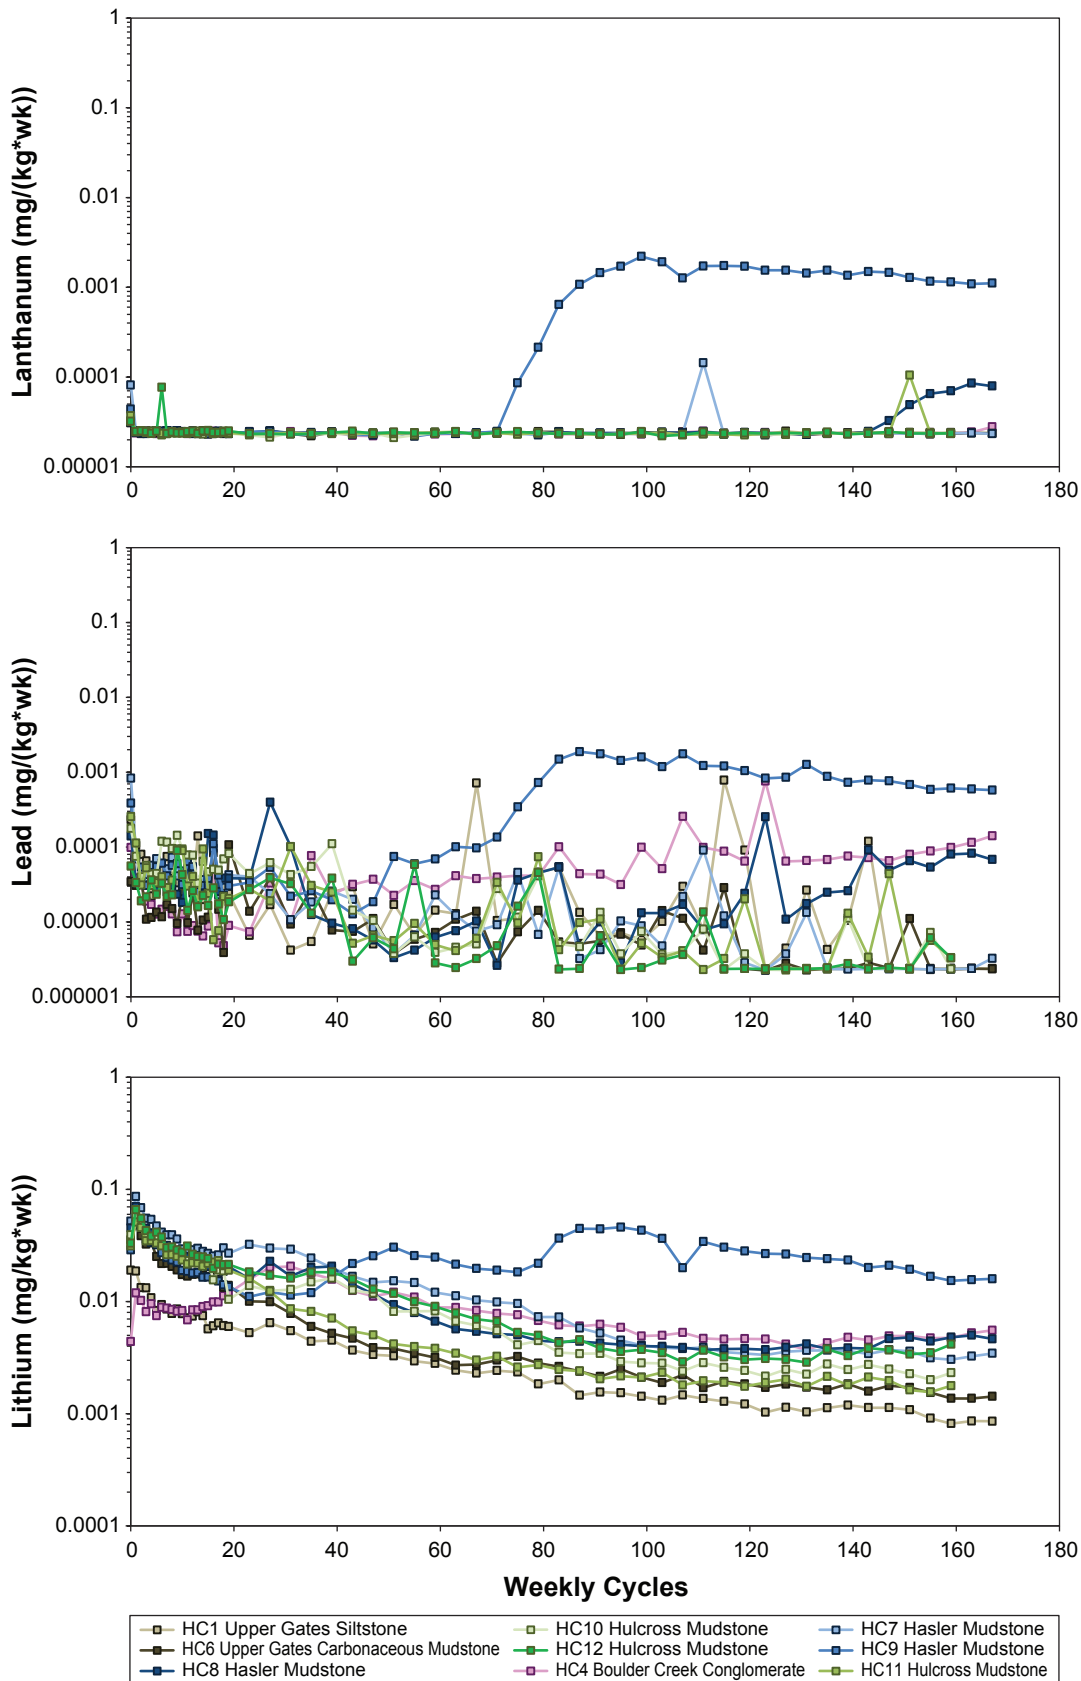 1
0.1
0.01
0.001
0.0001
0.00001
Lanthanum (mg/(kg*wk))
0 20 40 60 80 100 120 140 160 180
1
0.1
0.01
0.001
0.0001
0.00001
0.000001
Lead (mg/(kg*wk))
0 20 40 60 80 100 120 140 160 180
1
0.1
0.01
0.001
0.0001
Lithium (mg/kg*wk))
0 20 40 60 80 100 120 140 160 180
Weekly Cycles
HC1 Upper Gates Siltstone HC10 Hulcross Mudstone HC7 Hasler Mudstone
HC6 Upper Gates Carbonaceous Mudstone HC12 Hulcross Mudstone HC9 Hasler Mudstone
HC8 Hasler Mudstone HC4 Boulder Creek Conglomerate HC11 Hulcross Mudstone